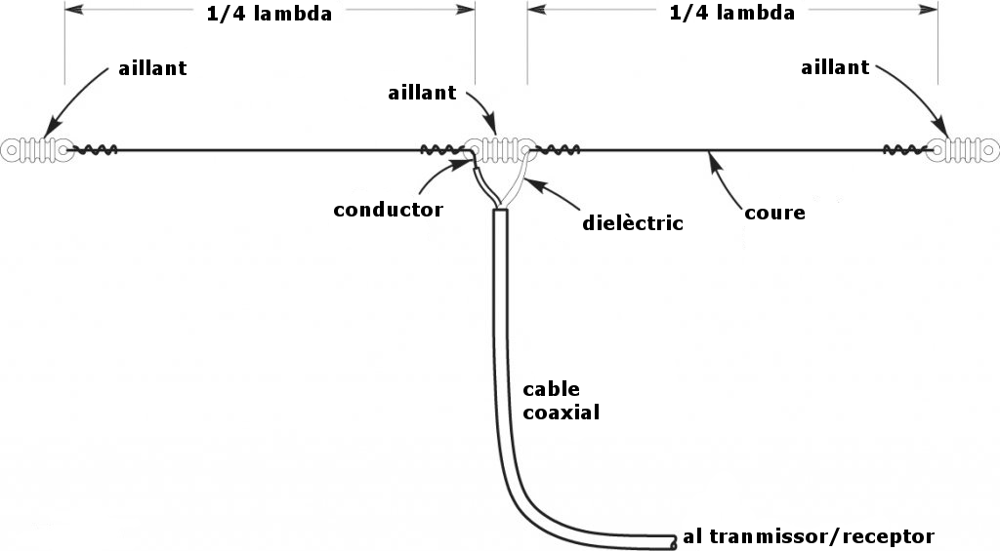 1/4 lambda
1/4 lambda
aillant
aillant
aillant
conductor
dielèctric
coure
cable
coaxial
al tranmissor/receptor